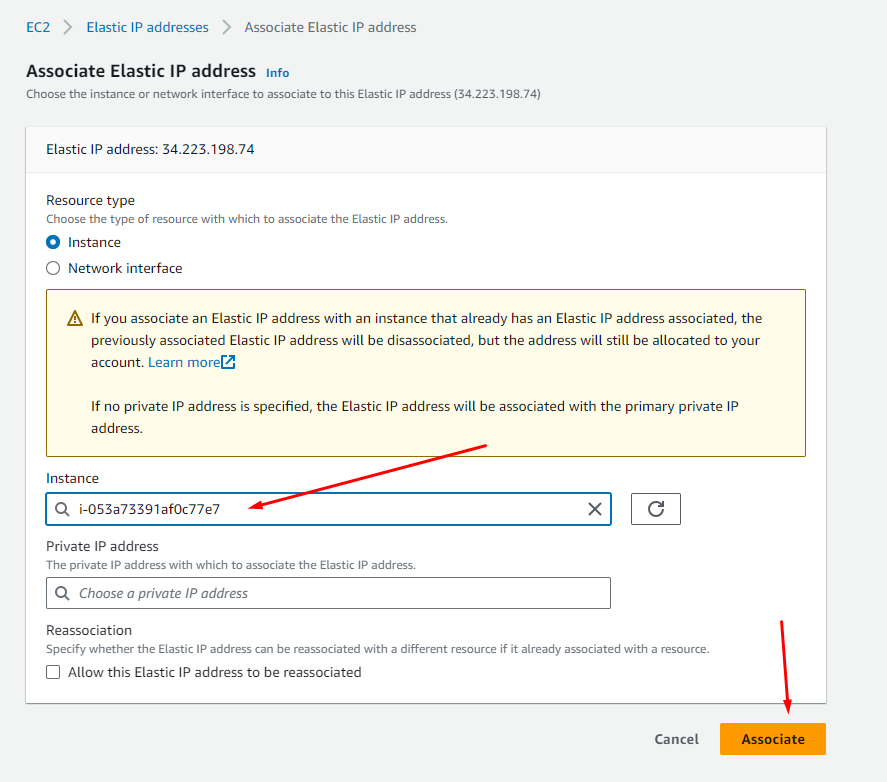 EC2 > Elastic IP addresses > Associate Elastic IP address
Associate Elastic IP address Info
Choose the instance or network interface to associate to this Elastic IP address (34.223.198.74)
Elastic IP address: 34.223.198.74
Resource type
Choose the type of resource with which to associate the Elastic IP address.
Instance
Network interface
If you associate an Elastic IP address with an instance that already has an Elastic IP address associated, the
previously associated Elastic IP address will be disassociated, but the address will still be allocated to your
account. Learn more
If no private IP address is specified, the Elastic IP address will be associated with the primary private IP
address.
Instance
i-053a73391af0c77e7
Private IP address
The private IP address with which to associate the Elastic IP address.
Choose a private IP address
Reassociation
Specify whether the Elastic IP address can be reassociated with a different resource if it already associated with a resource.
Allow this Elastic IP address to be reassociated
Cancel Associate